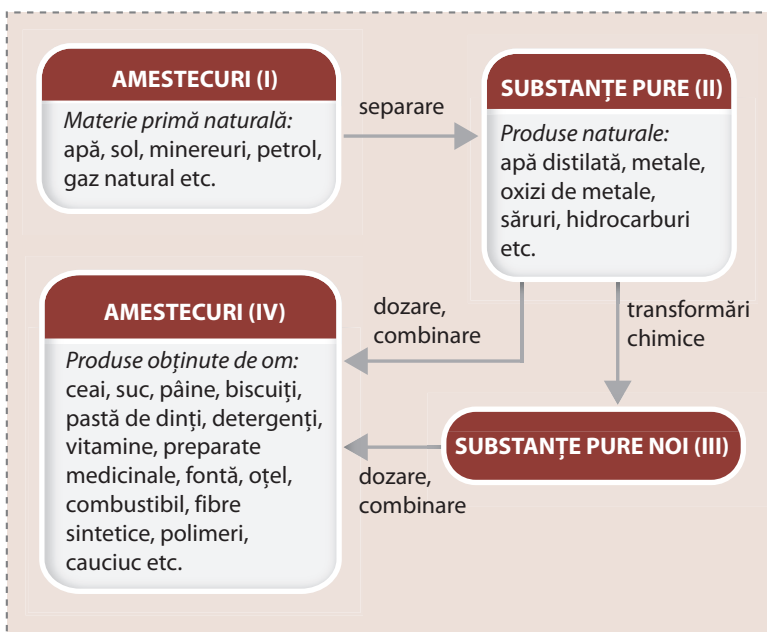 AMESTECURI (I)
Materie primă naturală:
apă, sol, minereuri, petrol,
gaz natural etc.
separare
SUBSTANȚE PURE (II)
Produse naturale:
apă distilată, metale,
oxizi de metale,
săruri, hidrocarburi
etc.
dozare,
combinare
transformări
chimice
SUBSTANȚE PURE NOI (III)
dozare,
combinare
AMESTECURI (IV)
Produse obținute de om:
ceai, suc, pâine, biscuiți,
pastă de dinți, detergenți,
vitamine, preparate
medicinale, fontă, oțel,
combustibil, fibre
sintetice, polimeri,
cauciuc etc.